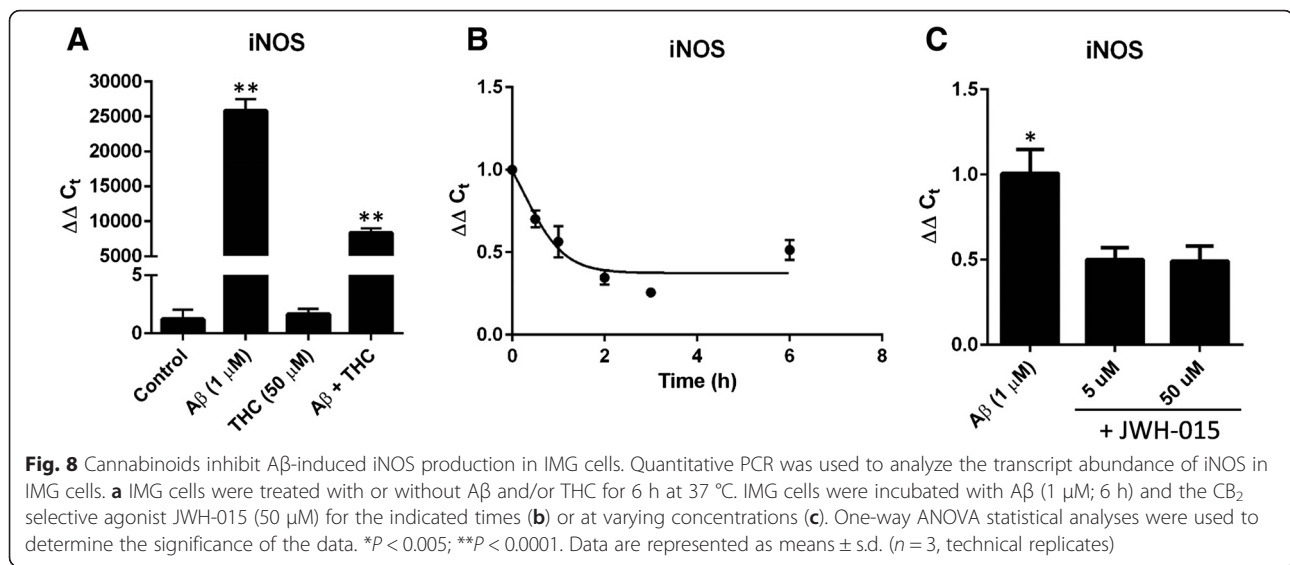 A
iNOS
ΔΔ Ct
30000
25000
20000
15000
10000
5000
5
0
**
**
Control
Aβ (1 μM)
THC (50 μM)
Aβ + THC
B
iNOS
ΔΔ Ct
1.5
1.0
0.5
0.0
0 2 4 6 8
Time (h)
C
iNOS
ΔΔ Ct
1.5
1.0
0.5
0.0
*
Aβ (1 μM)
5 uM
50 uM
+ JWH-015
Fig. 8 Cannabinoids inhibit Aβ-induced iNOS production in IMG cells. Quantitative PCR was used to analyze the transcript abundance of iNOS in
IMG cells. a IMG cells were treated with or without Aβ and/or THC for 6 h at 37 °C. IMG cells were incubated with Aβ (1 μM; 6 h) and the CB2
selective agonist JWH-015 (50 μM) for the indicated times (b) or at varying concentrations (c). One-way ANOVA statistical analyses were used to
determine the significance of the data. *P < 0.005; **P < 0.0001. Data are represented as means ± s.d. (n = 3, technical replicates)